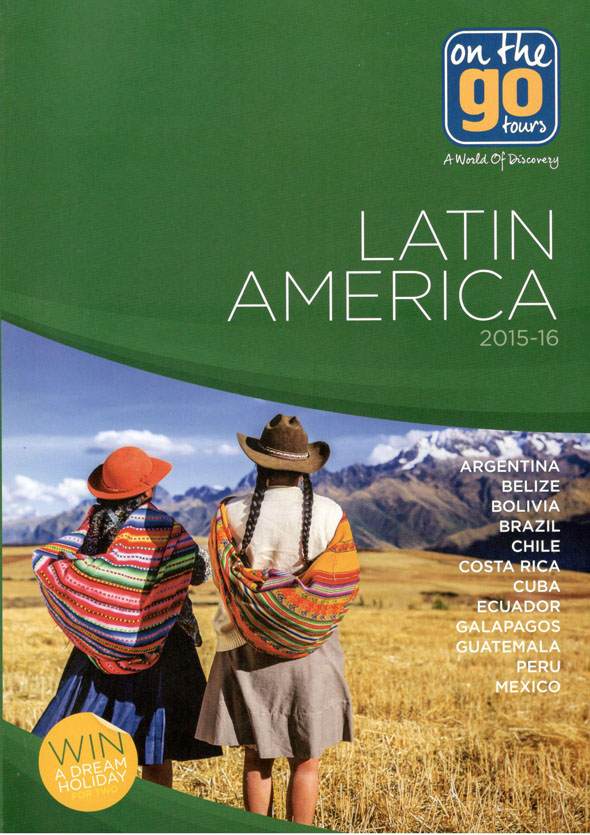 on the
go
tours
A World Of Discovery
LATIN
AMERICA
2015-16
ARGENTINA
BELIZE
BOLIVIA
BRAZIL
CHILE
COSTA RICA
CUBA
ECUADOR
GALAPAGOS
GUATEMALA
PERU
MEXICO
WIN
A DREAM
HOLIDAY
FOR TWO